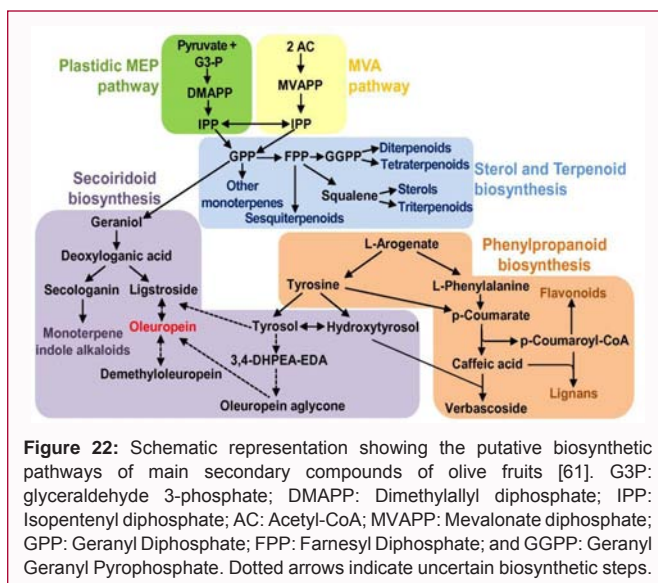 Pyruvate +
G3-P
2 AC
Plastidic MEP
pathway
DMAPP
MVAPP
MVA
pathway
IPP
IPP
GPP
FPP
GGPP
Diterpenoids
Tetraterpenoids
Other
monoterpenes
Squalene
Sterols
Triterpenoids
Sesquiterpenoids
Sterol and Terpenoid
biosynthesis
Secoiridoid
biosynthesis
Geraniol
Deoxyloganic acid
Secologanin
Ligstroside
Monoterpene
indole alkaloids
Oleuropein
Demethyloleuropein
L-Arogenate
Phenylpropanoid
biosynthesis
Tyrosine
L-Phenylalanine
Flavonoids
p-Coumarate
Tyrosol
Hydroxytyrosol
p-Coumaroyl-CoA
3,4-DHPEA-EDA
Caffeic acid
Lignans
Oleuropein aglycone
Verbascoside
Figure 22: Schematic representation showing the putative biosynthetic
pathways of main secondary compounds of olive fruits [61]. G3P:
glyceraldehyde 3-phosphate; DMAPP: Dimethylallyl diphosphate; IPP:
Isopentenyl diphosphate; AC: Acetyl-CoA; MVAPP: Mevalonate diphosphate;
GPP: Geranyl Diphosphate; FPP: Farnesyl Diphosphate; and GGPP: Geranyl
Geranyl Pyrophosphate. Dotted arrows indicate uncertain biosynthetic steps.